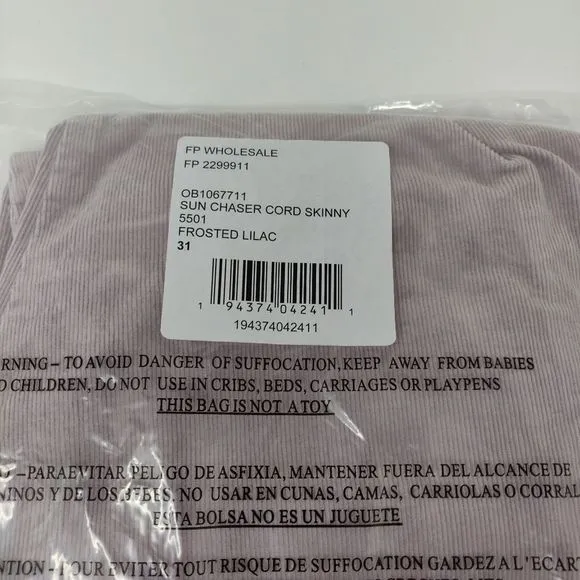 FP WHOLESALE
FP 2299911
OB1067711
SUN CHASER CORD SKINNY
5501
FROSTED LILAC
31
1 94374 04241 1
194374042411
RNING – TO AVOID DANGER OF SUFFOCATION, KEEP AWAY FROM BABIES
D CHILDREN, DO NOT USE IN CRIBS, BEDS, CARRIAGES OR PLAYPENS
THIS BAG IS NOT A TOY
–PARAEVITAR PELIGO DE ASFIXIA, MANTENER FUERA DEL ALCANCE DE
NINOS Y DE LOS BEBES, NO USAR EN CUNAS, CAMAS, CARRIOLAS O CORRAL
ESTA BOLSA NO ES UN JUGUETE
NTION - POUR EVITER TOUT RISQUE DE SUFFOCATION GARDEZ A L'ECART